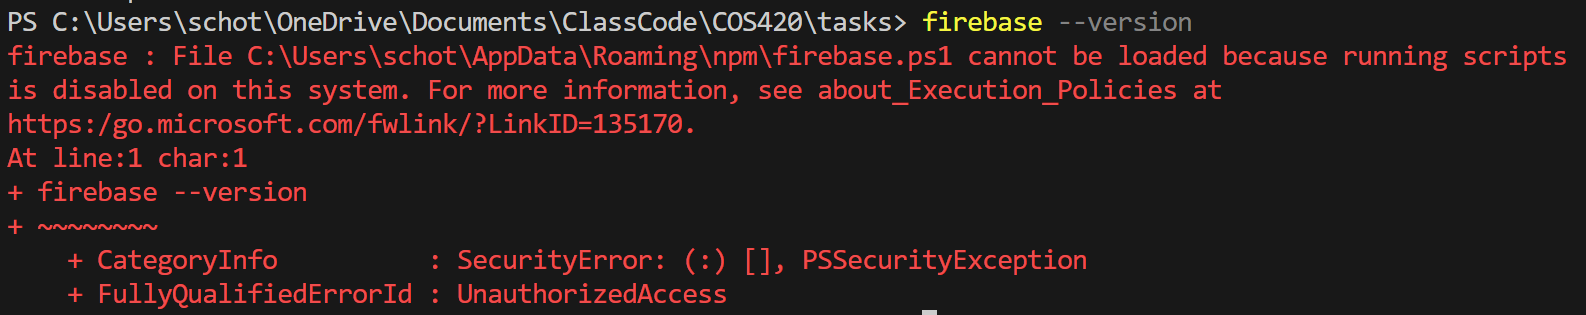 PS C:\Users\schot\OneDrive\Documents\ClassCode\COS420\tasks> firebase --version
firebase : File C:\Users\schot\AppData\Roaming\npm\firebase.ps1 cannot be loaded because running scripts
is disabled on this system. For more information, see about_Execution_Policies at
https:/go.microsoft.com/fwlink/?LinkID=135170.
At line:1 char:1
+ firebase --version
+ ~~~~~~~~
    + CategoryInfo          : SecurityError: (:) [], PSSecurityException
    + FullyQualifiedErrorId : UnauthorizedAccess